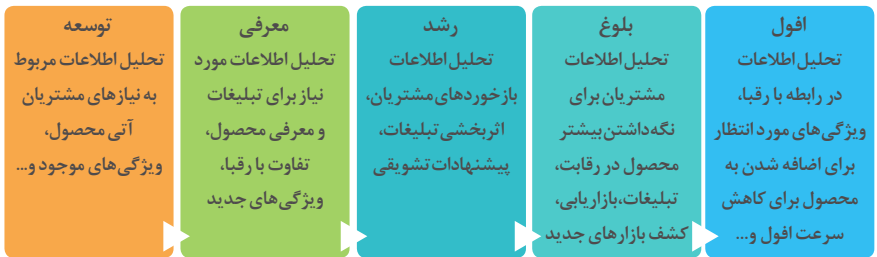 توسعه
تحلیل اطلاعات مربوط
به نیازهای مشتریان
آتی محصول،
ویژگی‌های موجود و...
معرفی
تحلیل اطلاعات مورد
نیاز برای تبلیغات
و معرفی محصول،
تفاوت با رقبا،
ویژگی‌های جدید
رشد
تحلیل اطلاعات
بازخوردهای مشتریان،
اثربخشی تبلیغات،
پیشنهادات تشویقی
بلوغ
تحلیل اطلاعات
مشتریان برای
نگه‌داشتن بیشتر
محصول در رقابت،
تبلیغات، بازاریابی،
کشف بازارهای جدید
افول
تحلیل اطلاعات
در رابطه با رقبا،
ویژگی‌های مورد انتظار
برای اضافه شدن به
محصول برای کاهش
سرعت افول و...